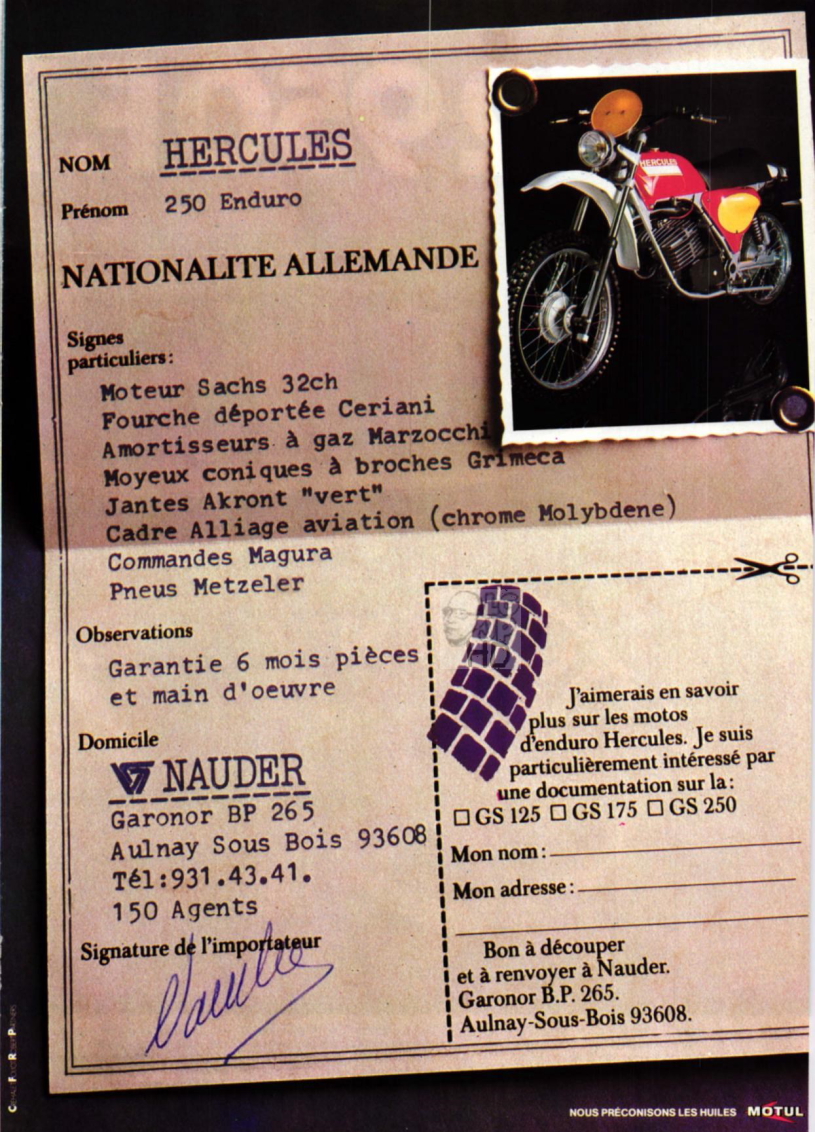 NOM HERCULES
Prénom 250 Enduro
NATIONALITE ALLEMANDE
HERCULES
Signes
particuliers:
Moteur Sachs 32ch
Fourche déportée Ceriani
Amortisseurs à gaz Marzocchi
Moyeux coniques à broches Grimeca
Jantes Akront "vert"
Cadre Alliage aviation (chrome Molybdene)
Commandes Magura
Pneus Metzeler
Observations
Garantie 6 mois pièces
et main d'oeuvre
Domicile
NAUDER
Garonor BP 265
Aulnay Sous Bois 93608
Tél:931.43.41.
150 Agents
Signature de l'importateur
J'aimerais en savoir
plus sur les motos
d'enduro Hercules. Je suis
particulièrement intéressé par
une documentation sur la:
□ GS 125 □ GS 175 □ GS 250
Mon nom:
Mon adresse:
Bon à découper
et à renvoyer à Nauder.
Garonor B.P. 265.
Aulnay-Sous-Bois 93608.
NOUS PRÉCONISONS LES HUILES MOTUL